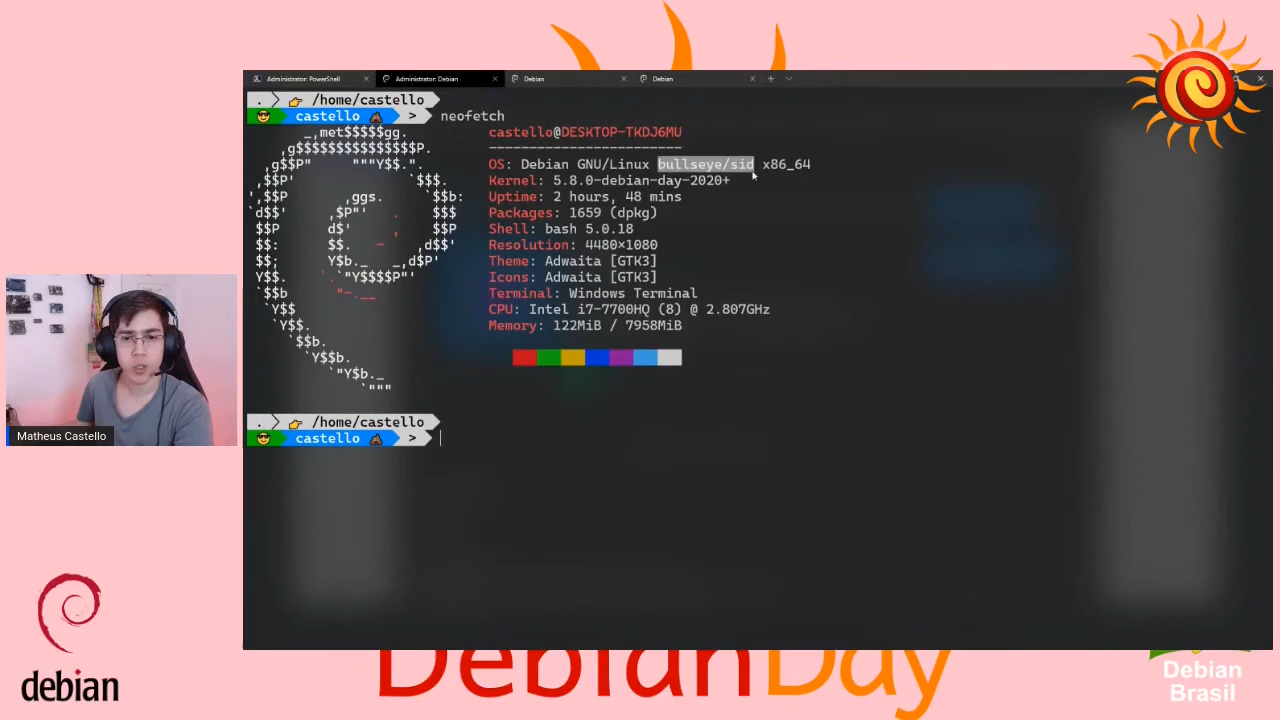 Administrator: PowerShell
Administrator: Debian
Debian
Debian
. /home/castello
castello > neofetch
castello@DESKTOP-TKDJ6MU
------------------------
OS: Debian GNU/Linux bullseye/sid x86_64
Kernel: 5.8.0-debian-day-2020+
Uptime: 2 hours, 48 mins
Packages: 1659 (dpkg)
Shell: bash 5.0.18
Resolution: 4480x1080
Theme: Adwaita [GTK3]
Icons: Adwaita [GTK3]
Terminal: Windows Terminal
CPU: Intel i7-7700HQ (8) @ 2.807GHz
Memory: 122MiB / 7958MiB
. /home/castello
castello >
Matheus Castello
debian
DebianDay
Debian
Brasil